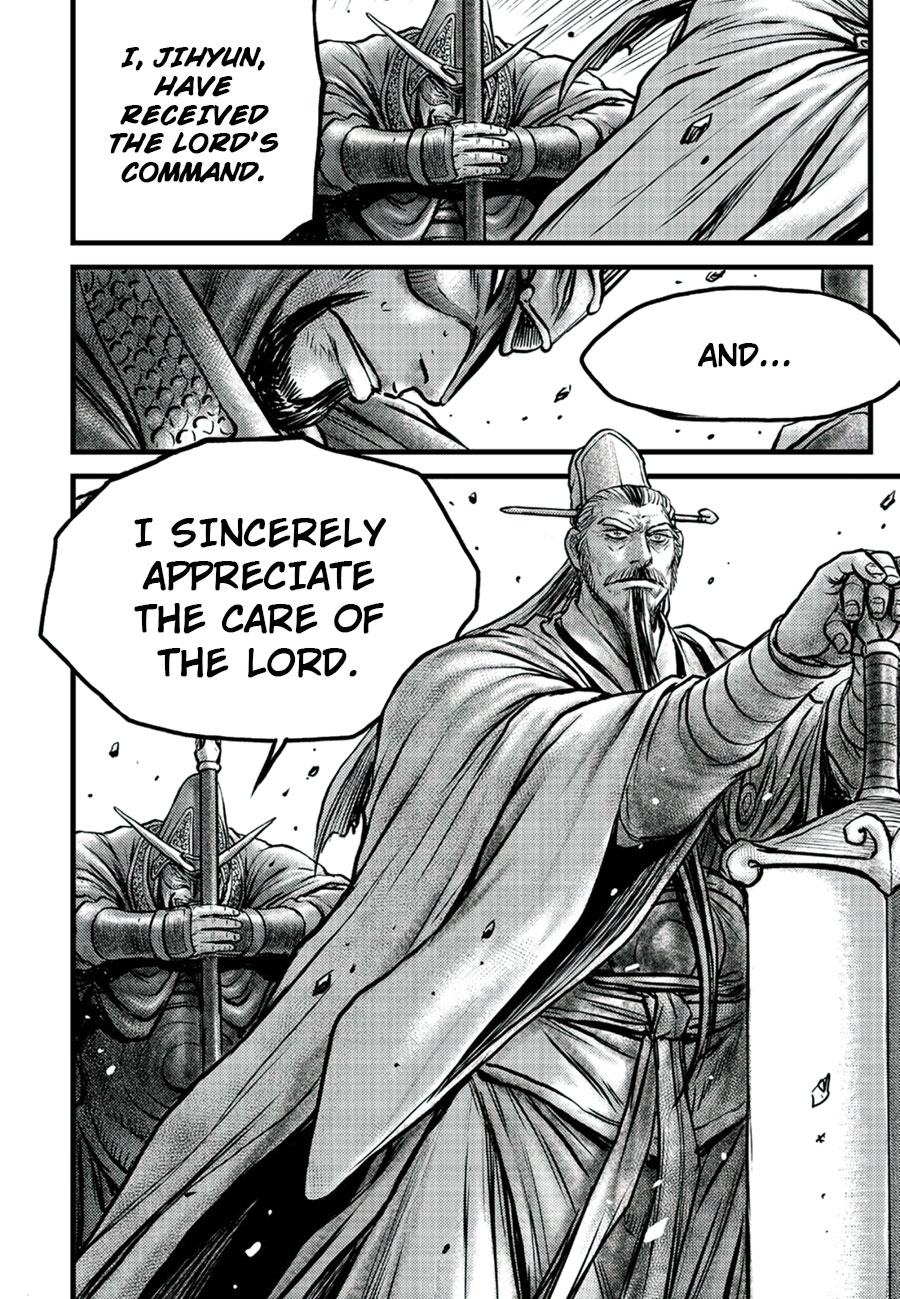 I, JIHYUN,
HAVE
RECEIVED
THE LORD'S
COMMAND.
AND...
I SINCERELY
APPRECIATE
THE CARE OF
THE LORD.